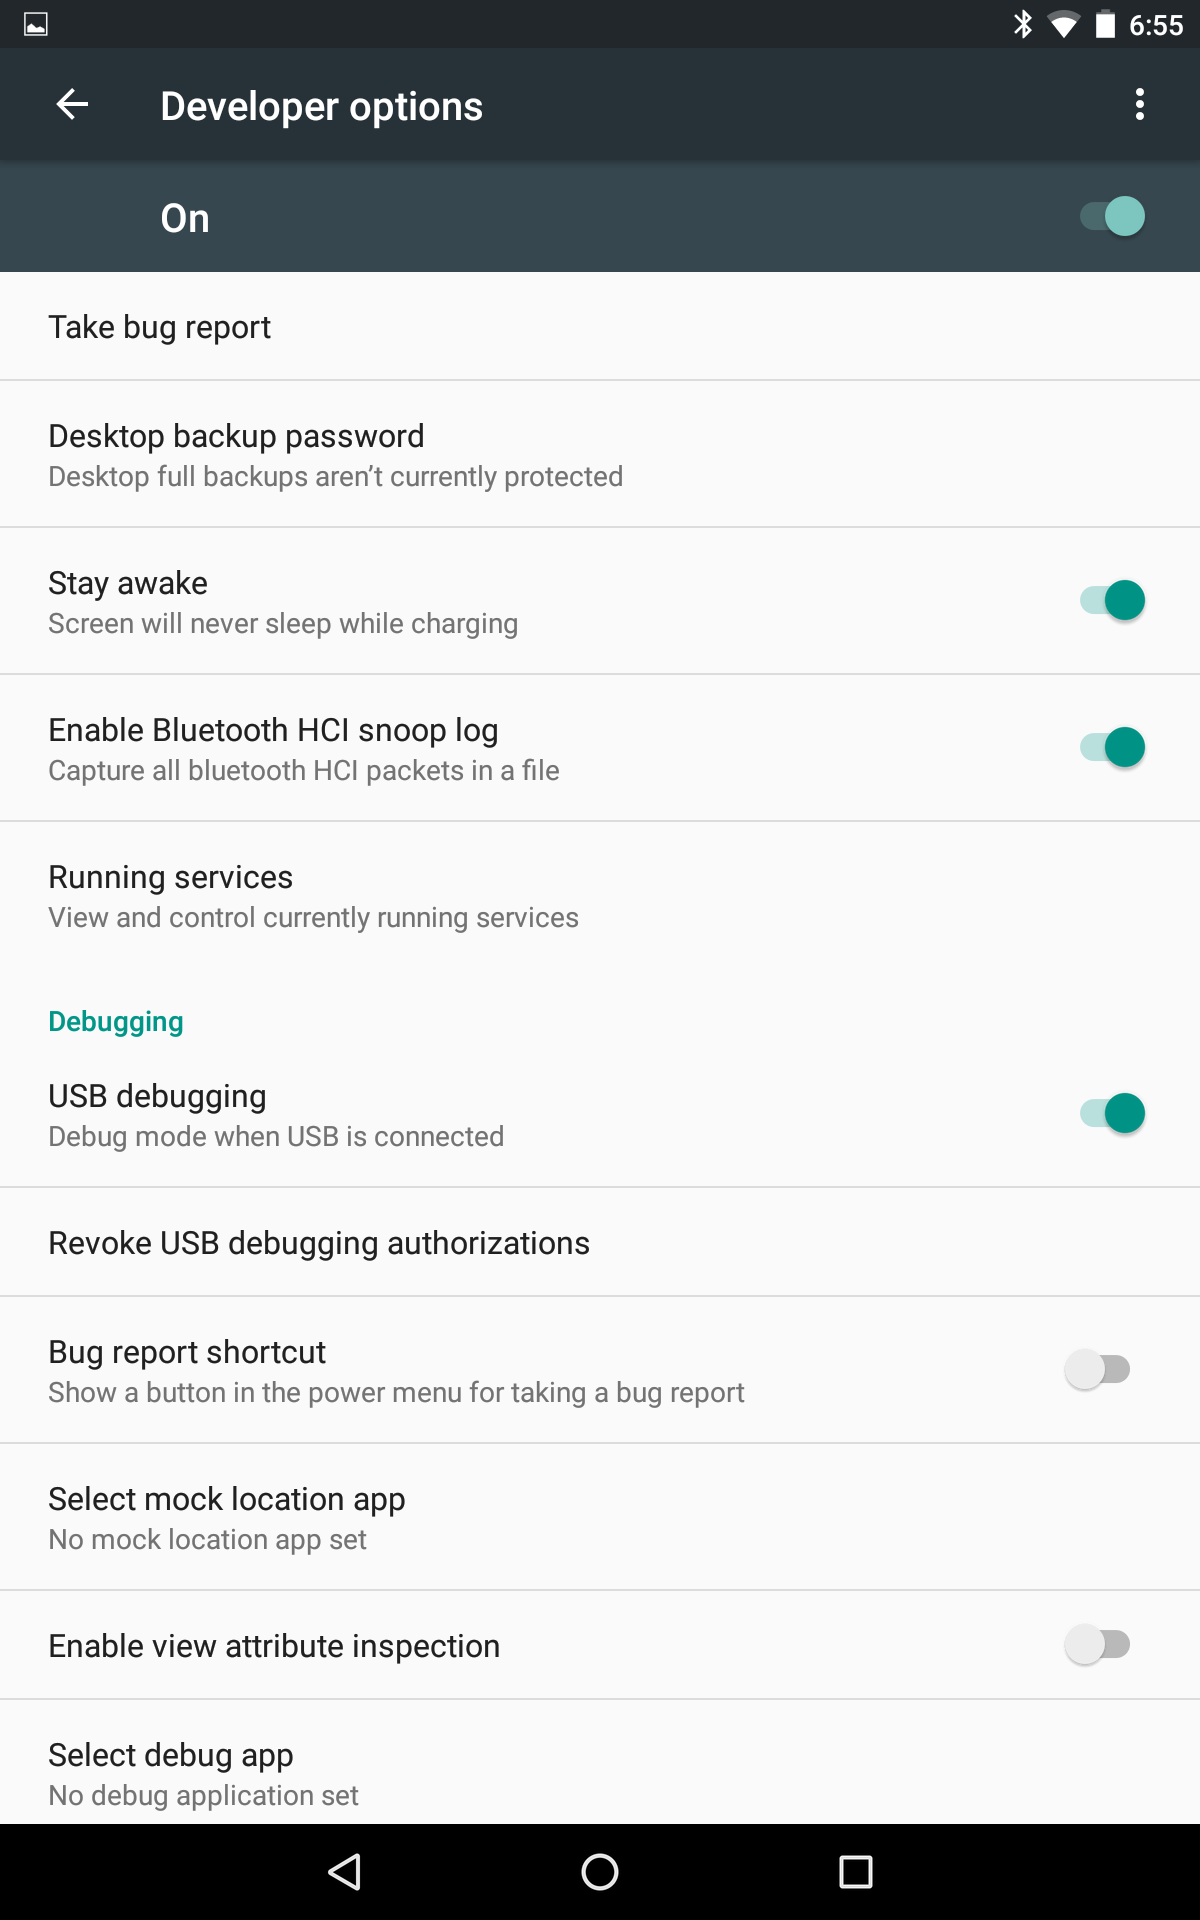 6:55
Developer options
On
Take bug report
Desktop backup password
Desktop full backups aren’t currently protected
Stay awake
Screen will never sleep while charging
Enable Bluetooth HCI snoop log
Capture all bluetooth HCI packets in a file
Running services
View and control currently running services
Debugging
USB debugging
Debug mode when USB is connected
Revoke USB debugging authorizations
Bug report shortcut
Show a button in the power menu for taking a bug report
Select mock location app
No mock location app set
Enable view attribute inspection
Select debug app
No debug application set